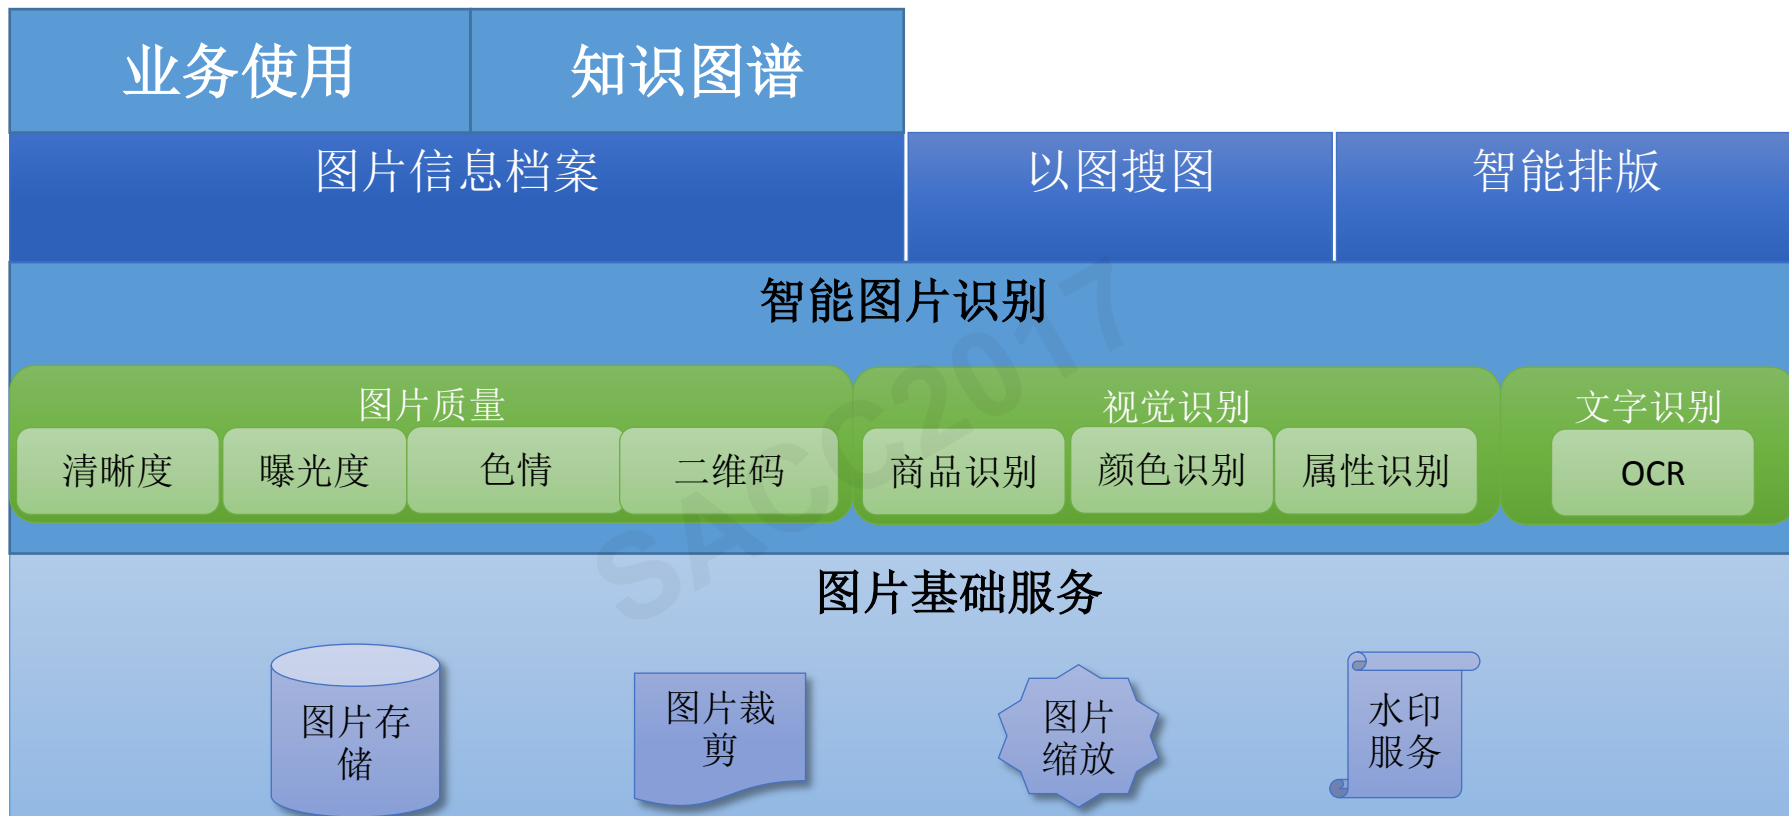 业务使用
知识图谱
图片信息档案
以图搜图
智能排版
智能图片识别
图片质量
视觉识别
文字识别
清晰度
曝光度
色情
二维码
商品识别
颜色识别
属性识别
OCR
SACC2017
图片基础服务
图片存
储
图片裁
剪
图片
缩放
水印
服务